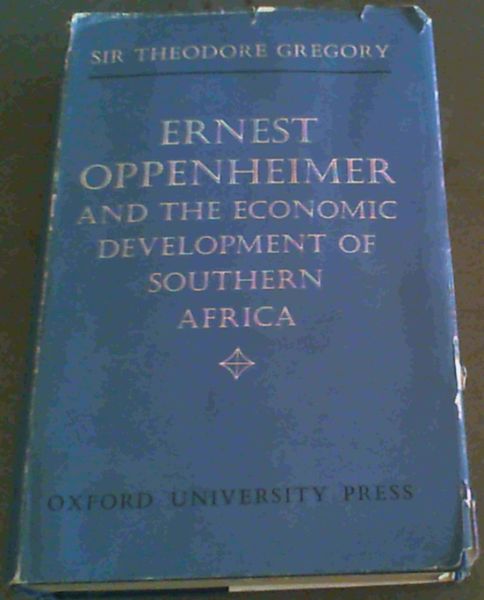 SIR THEODORE GREGORY
ERNEST
OPPENHEIMER
AND THE ECONOMIC
DEVELOPMENT OF
SOUTHERN
AFRICA
OXFORD UNIVERSITY PRESS